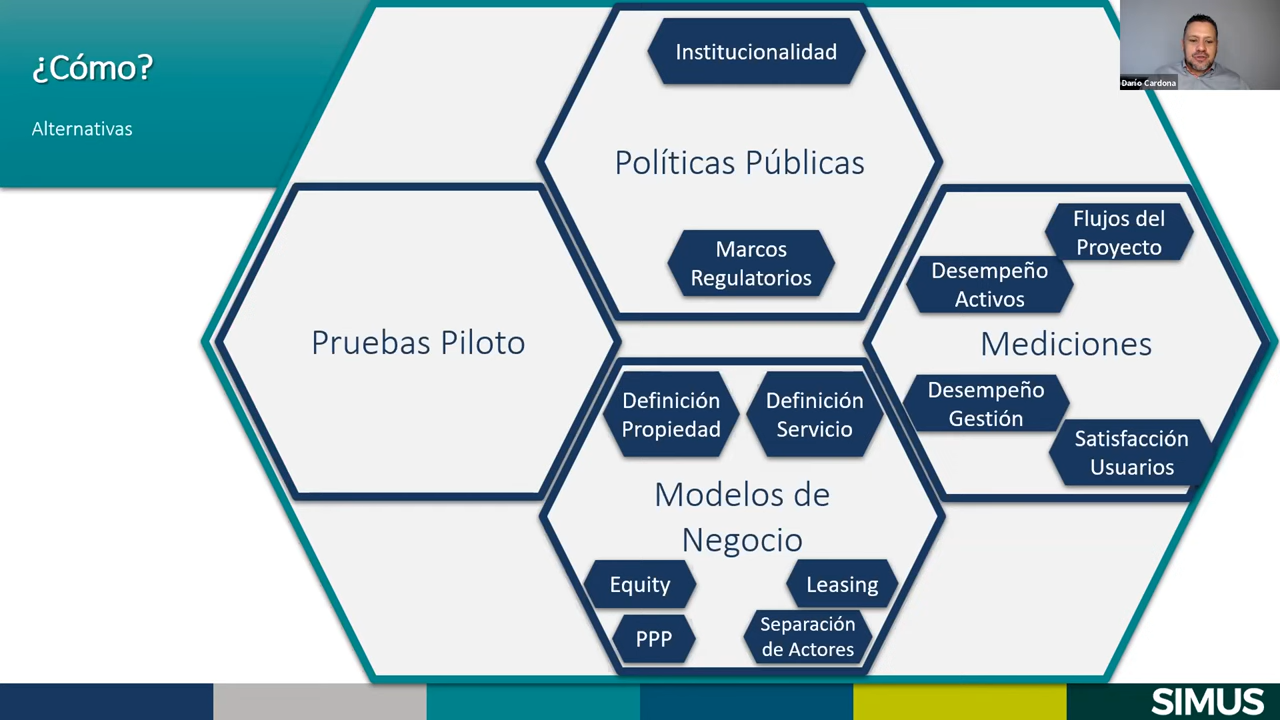 ¿Cómo?
Alternativas
Institucionalidad
Políticas Públicas
Marcos
Regulatorios
Pruebas Piloto
Flujos del
Proyecto
Desempeño
Activos
Mediciones
Desempeño
Gestión
Satisfacción
Usuarios
Definición
Propiedad
Definición
Servicio
Modelos de
Negocio
Equity
Leasing
PPP
Separación
de Actores
Darío Cardona
SIMUS